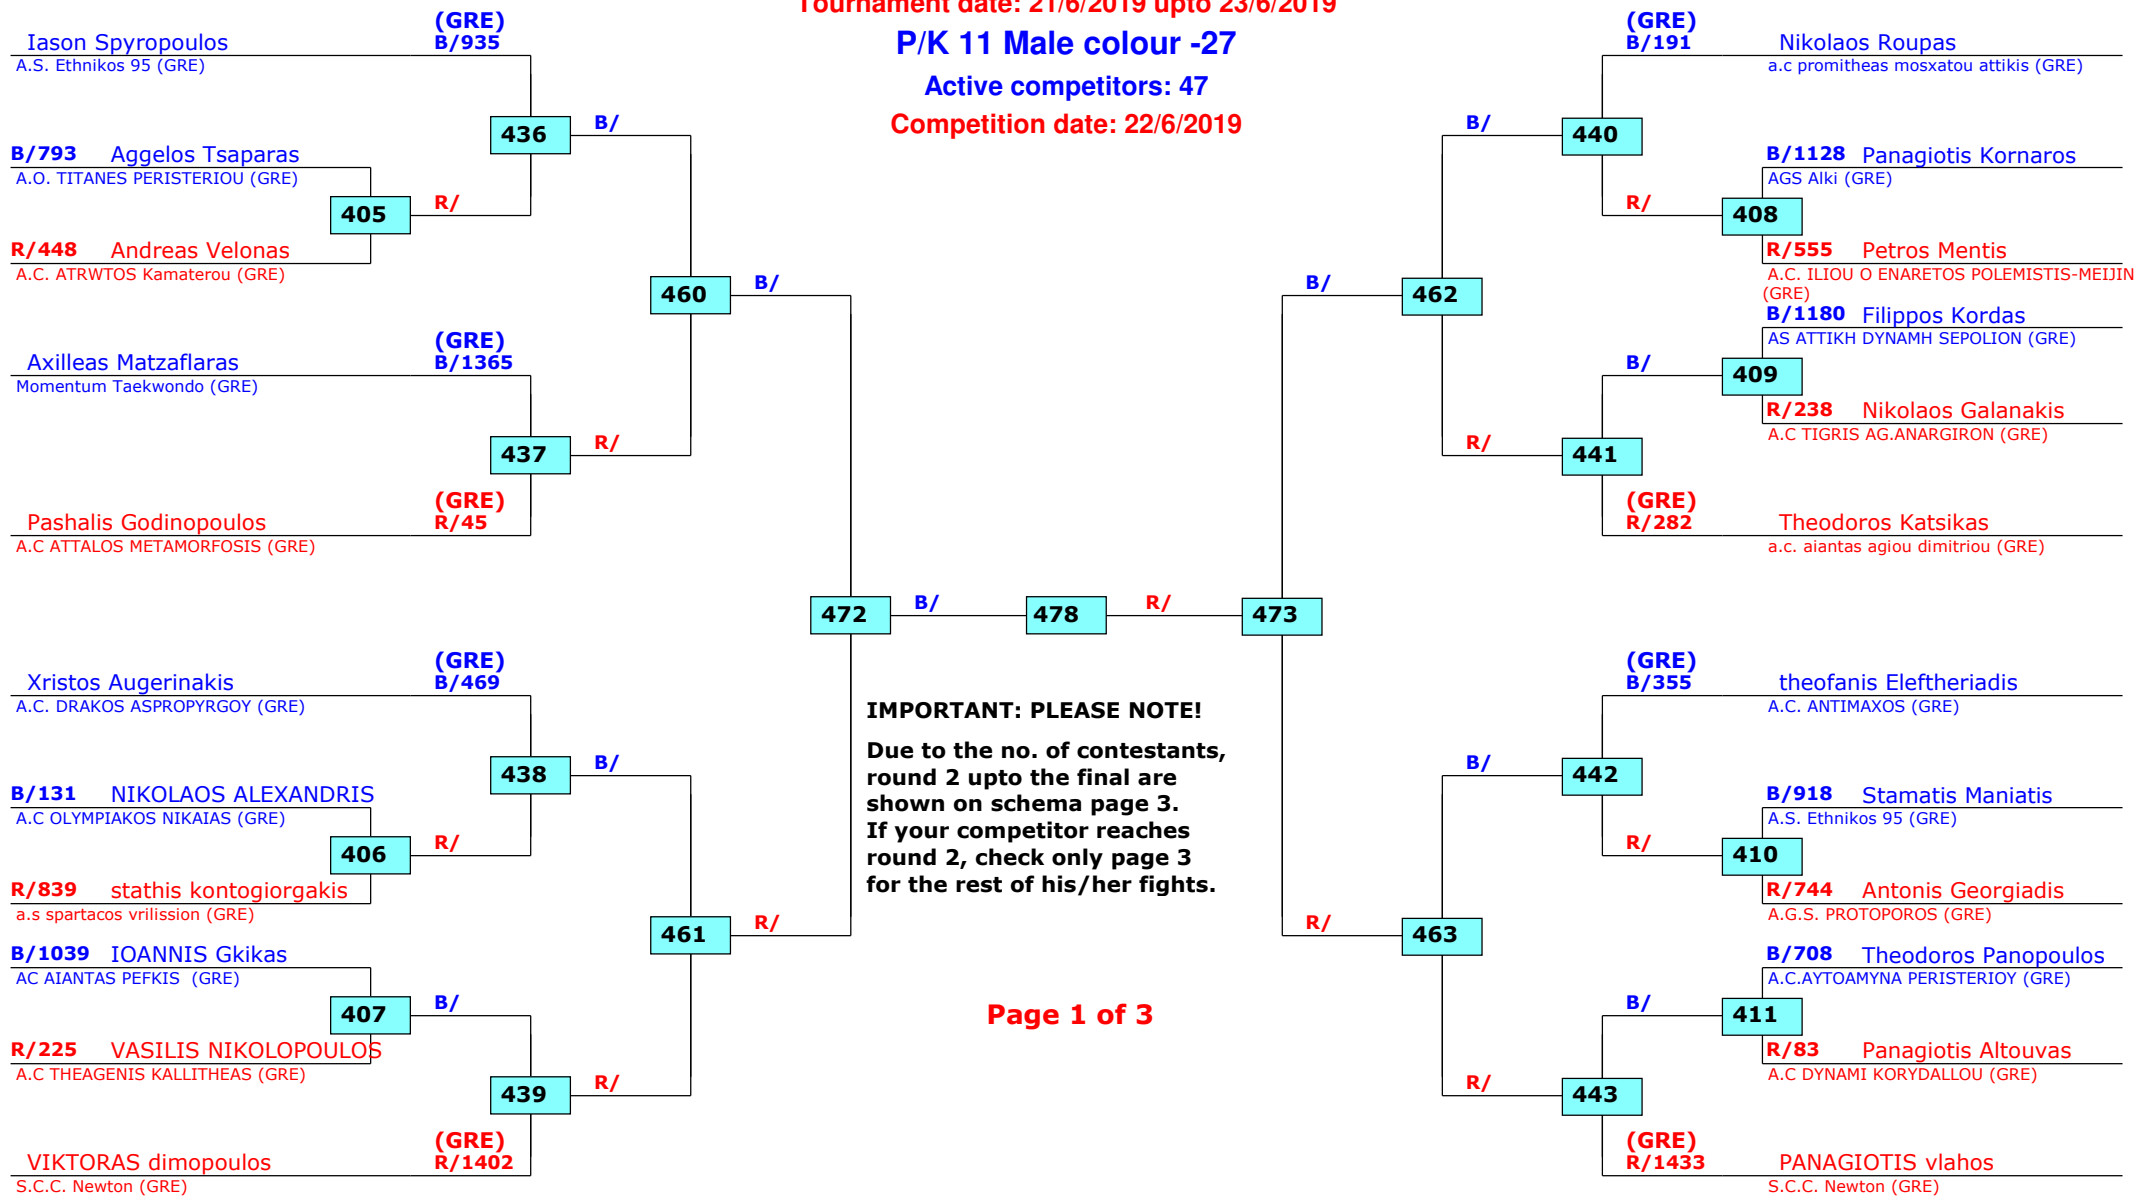 Tournament date: 21/6/2019 upto 23/6/2019
P/K 11 Male colour -27
Active competitors: 47
Competition date: 22/6/2019
(GRE)
Iason Spyropoulos B/935
A.S. Ethnikos 95 (GRE)
436 B/
B/793 Aggelos Tsaparas
A.O. TITANES PERISTERIOU (GRE)
405 R/
R/448 Andreas Velonas
A.C. ATRWTOS Kamaterou (GRE)
460 B/
(GRE)
Axilleas Matzaflaras B/1365
Momentum Taekwondo (GRE)
437 R/
(GRE)
Pashalis Godinopoulos R/45
A.C ATTALOS METAMORFOSIS (GRE)
472 B/ 478 R/ 473
(GRE)
Xristos Augerinakis B/469
A.C. DRAKOS ASPROPYRGOY (GRE)
438 B/
B/131 NIKOLAOS ALEXANDRIS
A.C OLYMPIAKOS NIKAIAS (GRE)
406 R/
R/839 stathis kontogiorgakis
a.s spartacos vrilission (GRE)
461 R/
B/1039 IOANNIS Gkikas
AC AIANTAS PEFKIS (GRE)
407 B/
R/225 VASILIS NIKOLOPOULOS
A.C THEAGENIS KALLITHEAS (GRE)
439 R/
(GRE)
VIKTORAS dimopoulos R/1402
S.C.C. Newton (GRE)
IMPORTANT: PLEASE NOTE!
Due to the no. of contestants,
round 2 upto the final are
shown on schema page 3.
If your competitor reaches
round 2, check only page 3
for the rest of his/her fights.
Page 1 of 3
(GRE)
B/191 Nikolaos Roupas
a.c promitheas mosxatou attikis (GRE)
B/ 440
B/1128 Panagiotis Kornaros
AGS Alki (GRE)
R/ 408
R/555 Petros Mentis
A.C. ILIOU O ENARETOS POLEMISTIS-MEIJIN
(GRE)
B/ 462
B/1180 Filippos Kordas
AS ATTIKH DYNAMH SEPOLION (GRE)
B/ 409
R/238 Nikolaos Galanakis
A.C TIGRIS AG.ANARGIRON (GRE)
R/ 441
(GRE)
R/282 Theodoros Katsikas
a.c. aiantas agiou dimitriou (GRE)
(GRE)
B/355 theofanis Eleftheriadis
A.C. ANTIMAXOS (GRE)
B/ 442
B/918 Stamatis Maniatis
A.S. Ethnikos 95 (GRE)
R/ 410
R/744 Antonis Georgiadis
A.G.S. PROTOPOROS (GRE)
R/ 463
B/708 Theodoros Panopoulos
A.C.AYTOAMYNA PERISTERIOY (GRE)
B/ 411
R/83 Panagiotis Altouvas
A.C DYNAMI KORYDALLOU (GRE)
R/ 443
(GRE)
R/1433 PANAGIOTIS vlahos
S.C.C. Newton (GRE)